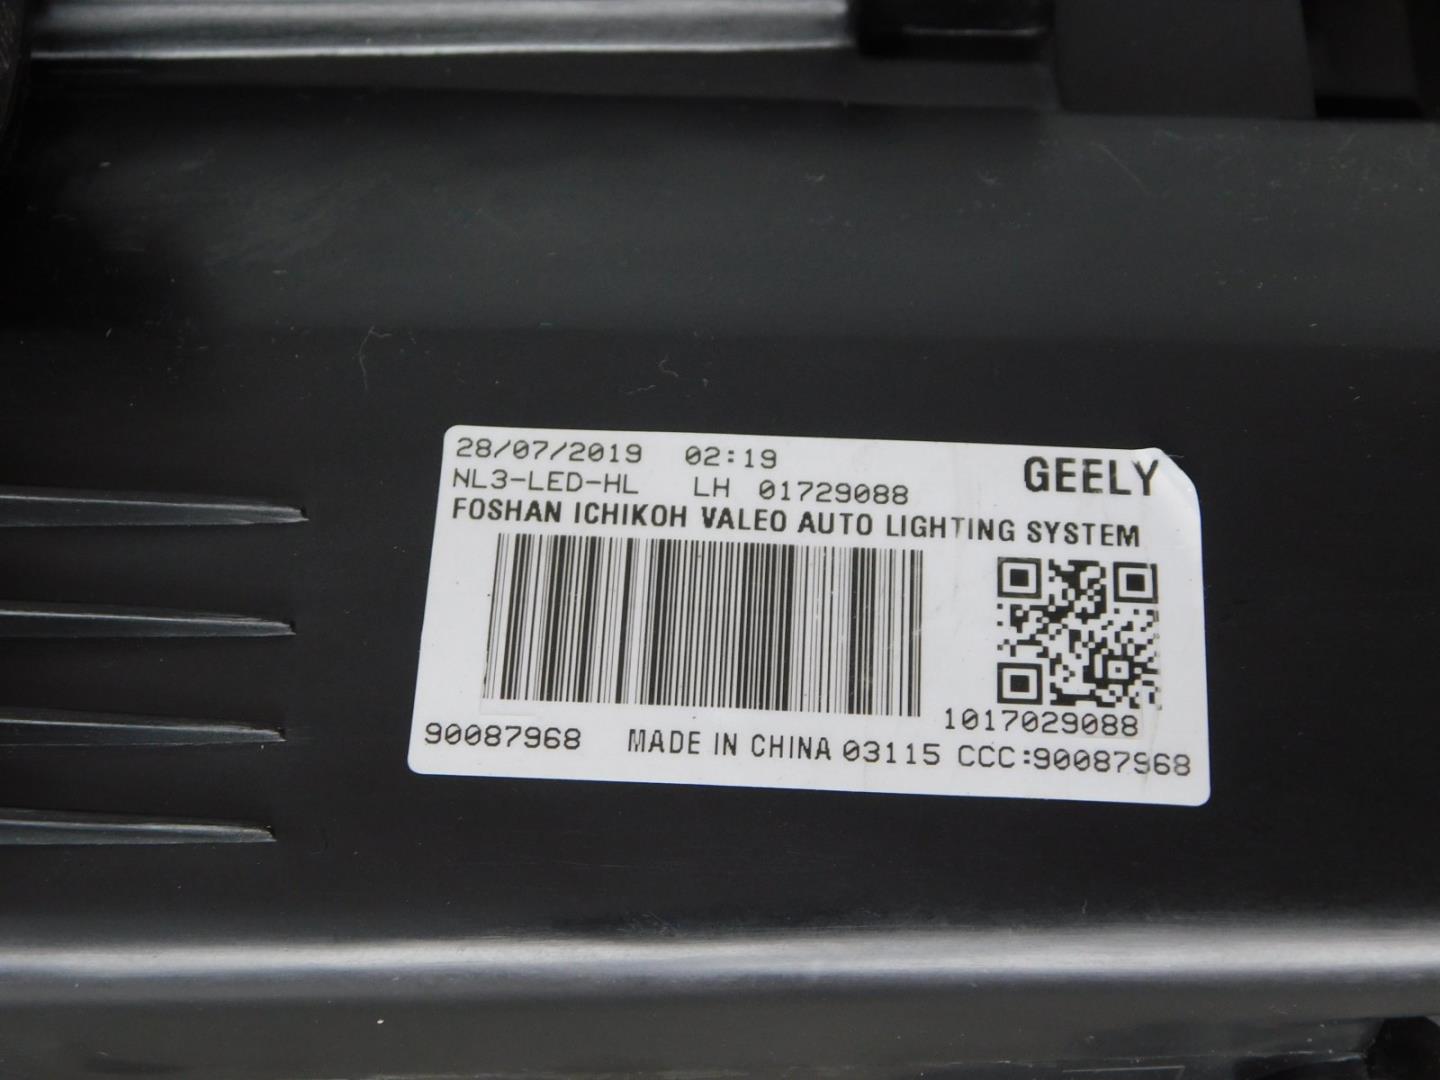 28/07/2019 02:19
GEELY
NL3-LED-HL LH 01729088
FOSHAN ICHIKOH VALEO AUTO LIGHTING SYSTEM
1017029088
90087968 MADE IN CHINA 03115 CCC:90087968